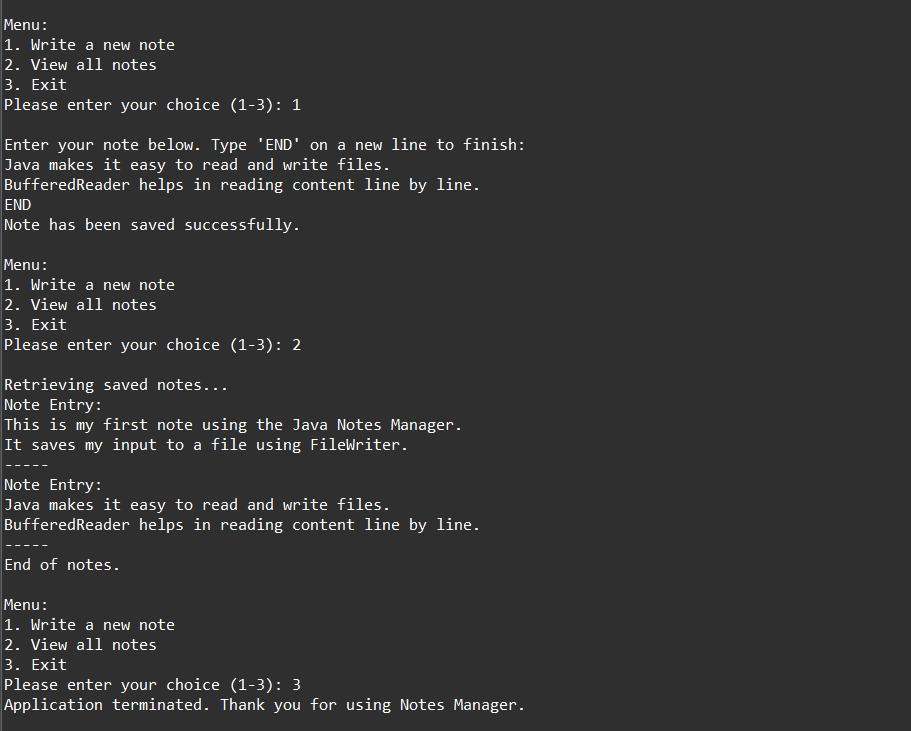 Menu:
1. Write a new note
2. View all notes
3. Exit
Please enter your choice (1-3): 1

Enter your note below. Type 'END' on a new line to finish:
Java makes it easy to read and write files.
BufferedReader helps in reading content line by line.
END
Note has been saved successfully.

Menu:
1. Write a new note
2. View all notes
3. Exit
Please enter your choice (1-3): 2

Retrieving saved notes...
Note Entry:
This is my first note using the Java Notes Manager.
It saves my input to a file using FileWriter.
-----
Note Entry:
Java makes it easy to read and write files.
BufferedReader helps in reading content line by line.
-----
End of notes.

Menu:
1. Write a new note
2. View all notes
3. Exit
Please enter your choice (1-3): 3
Application terminated. Thank you for using Notes Manager.